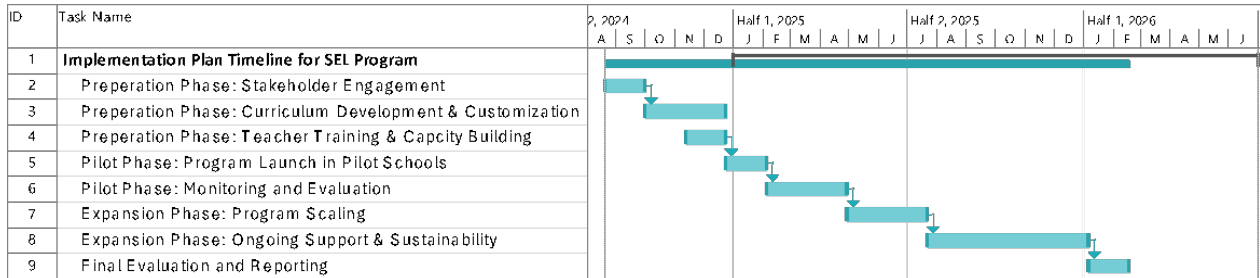 ID Task Name 2, 2024 Half 1, 2025 Half 2, 2025 Half 1, 2026
A S O N D J F M A M J J A S O N D J F M A M J
1 Implementation Plan Timeline for SEL Program
2 Preperation Phase: Stakeholder Engagement
3 Preperation Phase: Curriculum Development & Customization
4 Preperation Phase: Teacher Training & Capcity Building
5 Pilot Phase: Program Launch in Pilot Schools
6 Pilot Phase: Monitoring and Evaluation
7 Expansion Phase: Program Scaling
8 Expansion Phase: Ongoing Support & Sustainability
9 Final Evaluation and Reporting